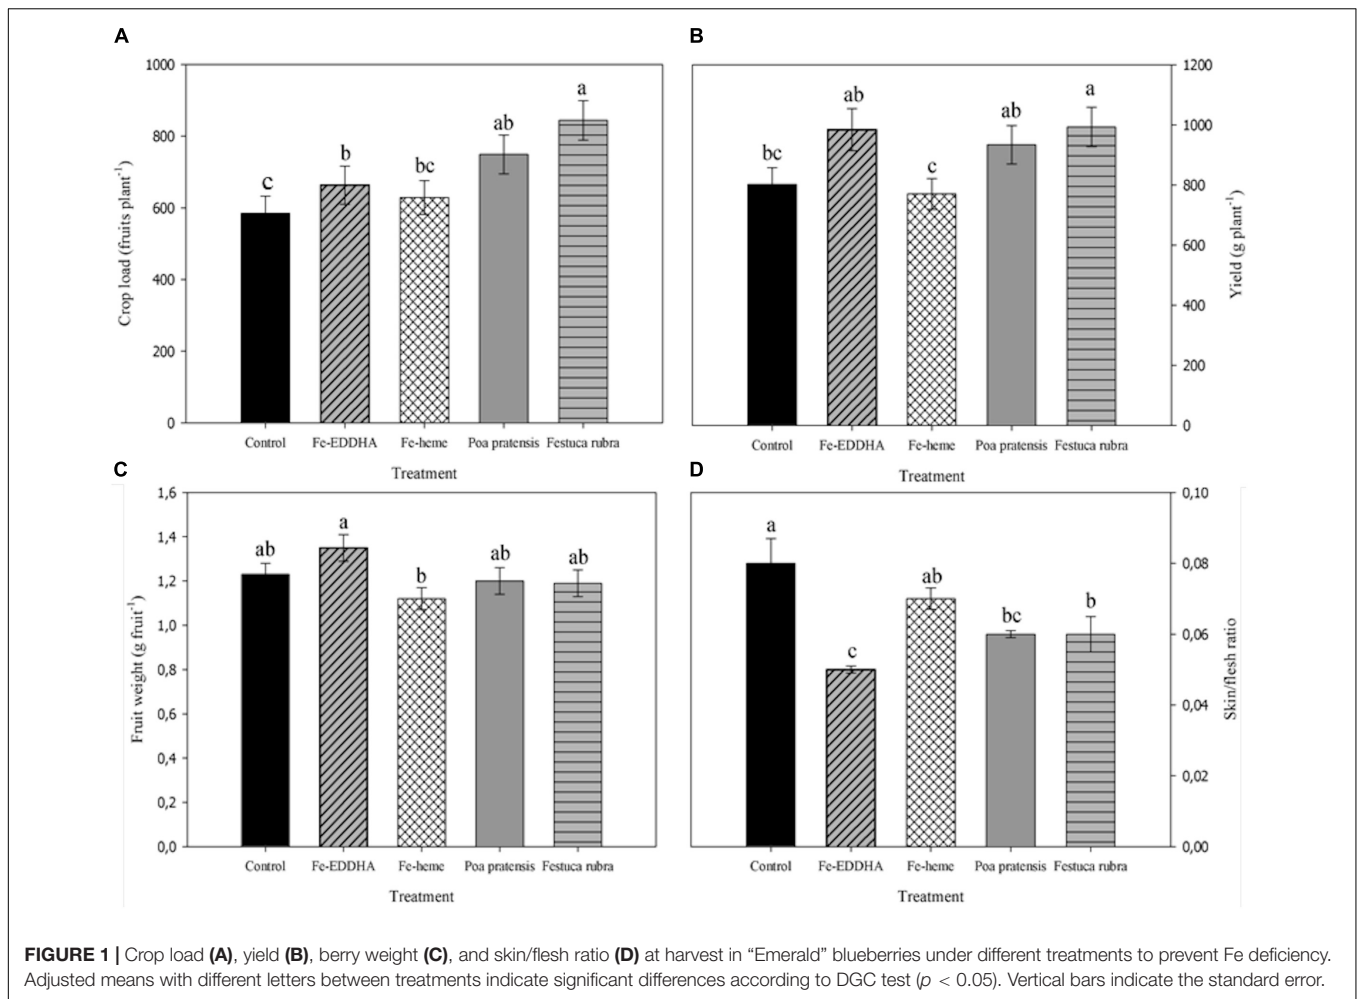 A
1000
800
600
400
200
0
Crop load (fruits plant⁻¹)
c
b
bc
ab
a
Control Fe-EDDHA Fe-heme Poa pratensis Festuca rubra
Treatment
B
1200
1000
800
600
400
200
0
Yield (g plant⁻¹)
bc
ab
c
ab
a
Control Fe-EDDHA Fe-heme Poa pratensis Festuca rubra
Treatment
C
1,6
1,4
1,2
1,0
0,8
0,6
0,4
0,2
0,0
Fruit weight (g fruit⁻¹)
ab
a
b
ab
ab
Control Fe-EDDHA Fe-heme Poa pratensis Festuca rubra
Treatment
D
0,10
0,08
0,06
0,04
0,02
0,00
Skin/flesh ratio
a
c
ab
bc
b
Control Fe-EDDHA Fe-heme Poa pratensis Festuca rubra
Treatment
FIGURE 1 | Crop load (A), yield (B), berry weight (C), and skin/flesh ratio (D) at harvest in “Emerald” blueberries under different treatments to prevent Fe deficiency.
Adjusted means with different letters between treatments indicate significant differences according to DGC test (p < 0.05). Vertical bars indicate the standard error.